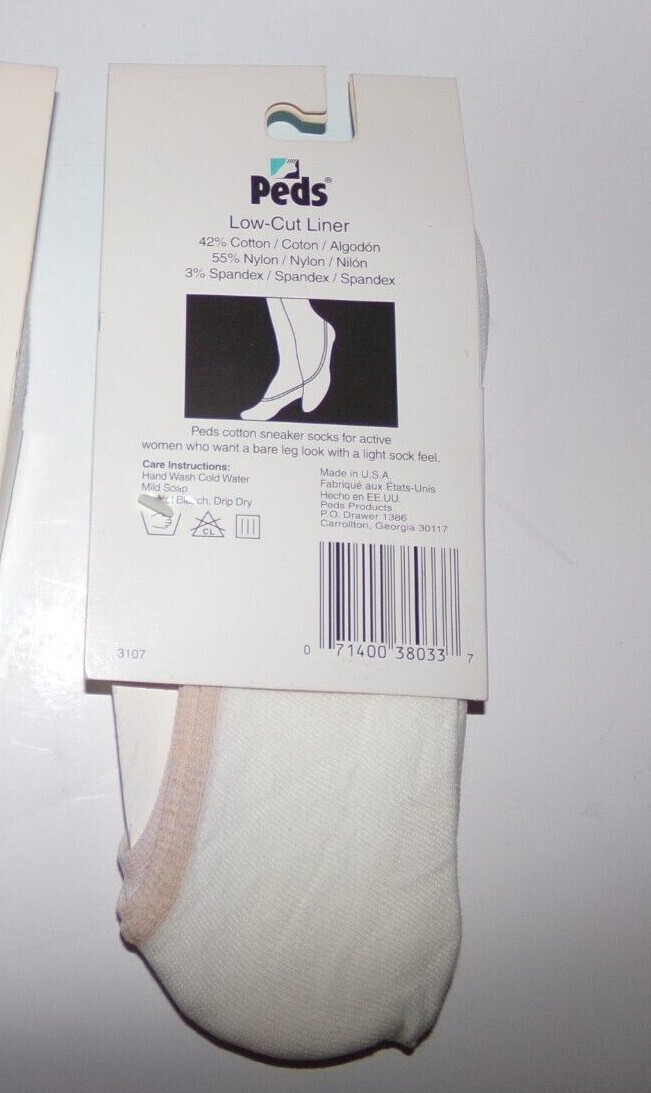 Peds®
Low-Cut Liner
42% Cotton / Coton / Algodón
55% Nylon / Nylon / Nilón
3% Spandex / Spandex / Spandex
Peds cotton sneaker socks for active
women who want a bare leg look with a light sock feel.
Care Instructions:
Hand Wash Cold Water
Mild Soap
Drip Dry
CL
Made in U.S.A.
Fabriqué aux États-Unis
Hecho en EE.UU.
Peds Products
P.O. Drawer 1386
Carrollton, Georgia 30117
3107
0 71400 38033 7